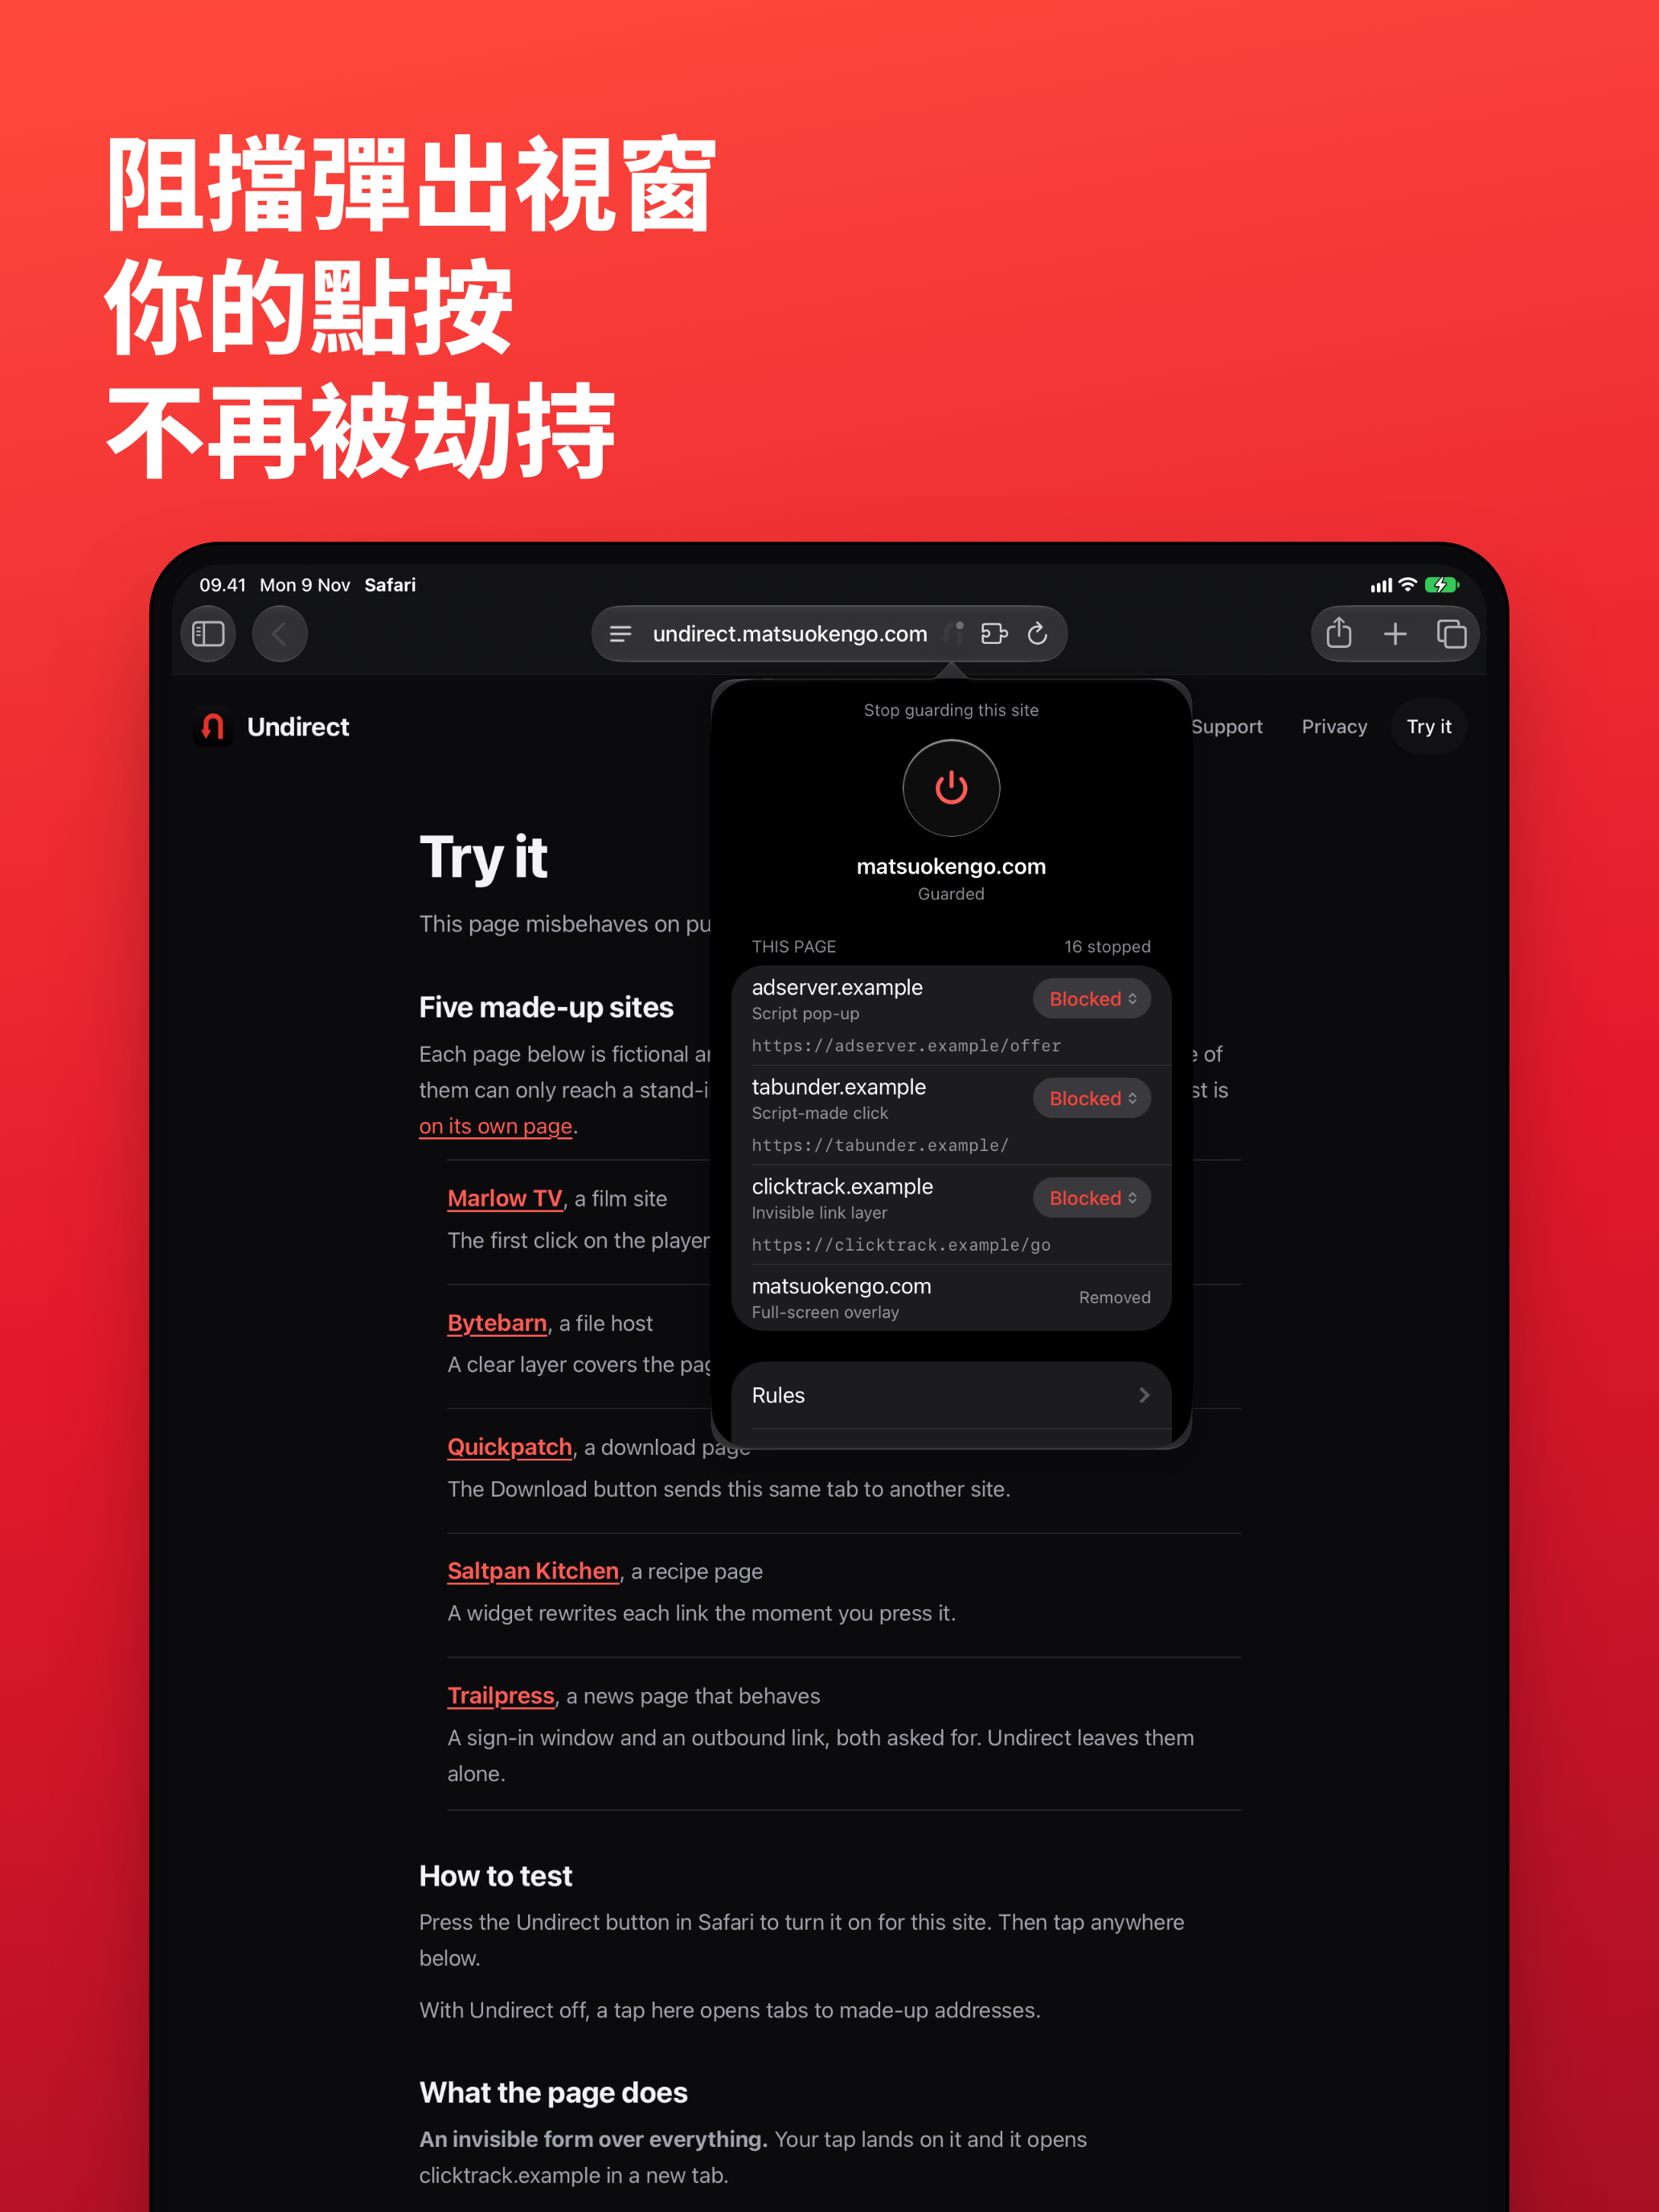 阻擋彈出視窗
你的點按
不再被劫持
09.41 Mon 9 Nov Safari
undirect.matsuokengo.com
Undirect
Support Privacy Try it
Stop guarding this site
matsuokengo.com
Guarded
THIS PAGE 16 stopped
adserver.example
Script pop-up
Blocked
https://adserver.example/offer
tabunder.example
Script-made click
Blocked
https://tabunder.example/
clicktrack.example
Invisible link layer
Blocked
https://clicktrack.example/go
matsuokengo.com
Full-screen overlay
Removed
Rules
Try it
This page misbehaves on
Five made-up sites
Each page below is fictional of
them can only reach a is
on its own page.
Marlow TV, a film site
The first click on the player
Bytebarn, a file host
A clear layer covers the
Quickpatch, a download page
The Download button sends this same tab to another site.
Saltpan Kitchen, a recipe page
A widget rewrites each link the moment you press it.
Trailpress, a news page that behaves
A sign-in window and an outbound link, both asked for. Undirect leaves them
alone.
How to test
Press the Undirect button in Safari to turn it on for this site. Then tap anywhere
below.
With Undirect off, a tap here opens tabs to made-up addresses.
What the page does
An invisible form over everything. Your tap lands on it and it opens
clicktrack.example in a new tab.